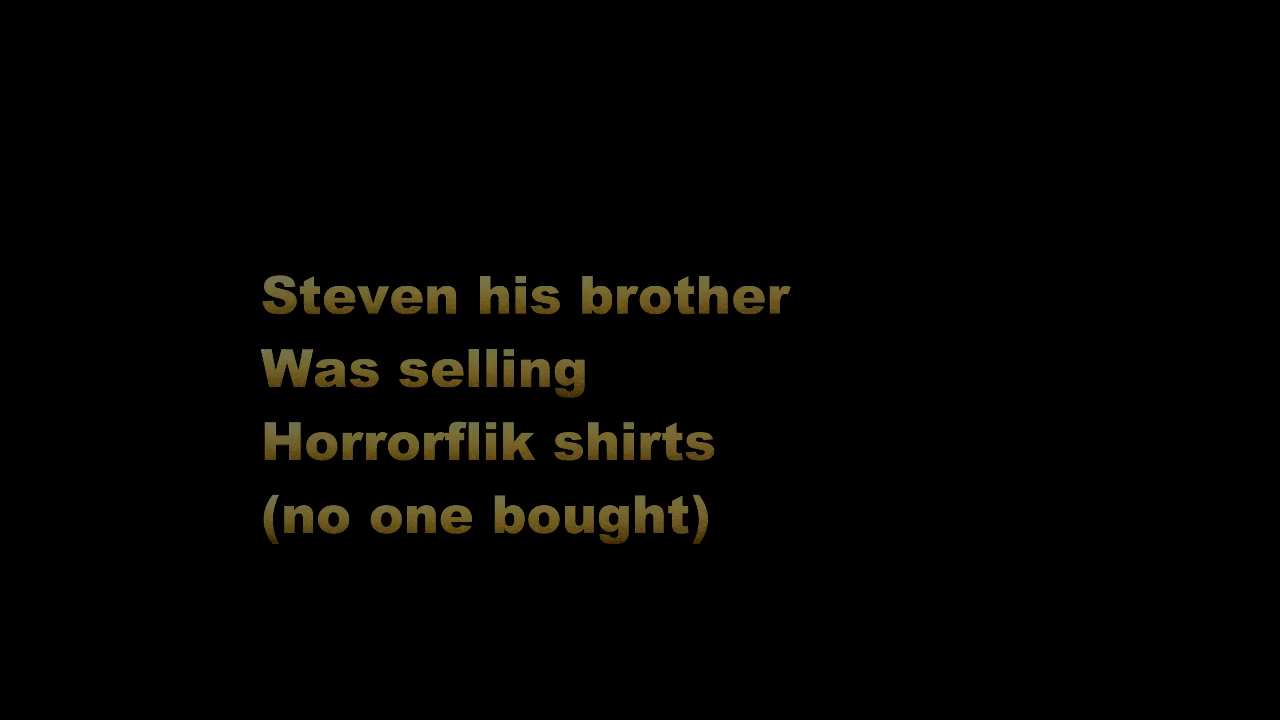 Steven his brother
Was selling
Horrorflik shirts
(no one bought)